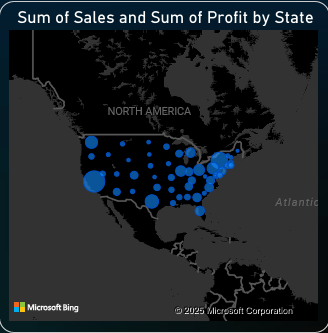 Sum of Sales and Sum of Profit by State
NORTH AMERICA
Atlantic
Microsoft Bing
© 2025 Microsoft Corporation